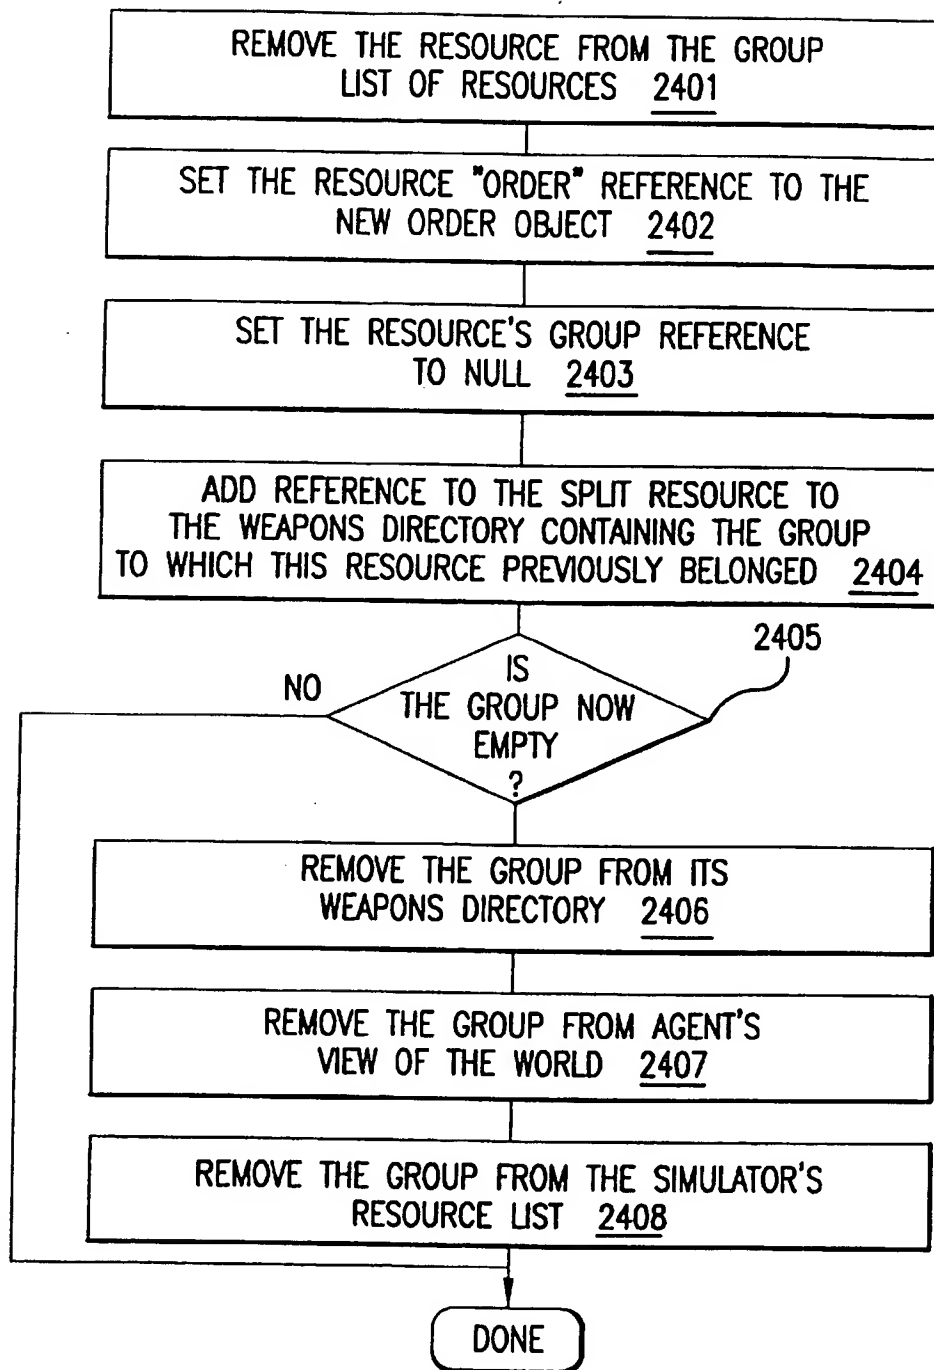 REMOVE THE RESOURCE FROM THE GROUP
LIST OF RESOURCES 2401
SET THE RESOURCE "ORDER" REFERENCE TO THE
NEW ORDER OBJECT 2402
SET THE RESOURCE'S GROUP REFERENCE
TO NULL 2403
ADD REFERENCE TO THE SPLIT RESOURCE TO
THE WEAPONS DIRECTORY CONTAINING THE GROUP
TO WHICH THIS RESOURCE PREVIOUSLY BELONGED 2404
2405
NO
IS
THE GROUP NOW
EMPTY
?
REMOVE THE GROUP FROM ITS
WEAPONS DIRECTORY 2406
REMOVE THE GROUP FROM AGENT'S
VIEW OF THE WORLD 2407
REMOVE THE GROUP FROM THE SIMULATOR'S
RESOURCE LIST 2408
DONE